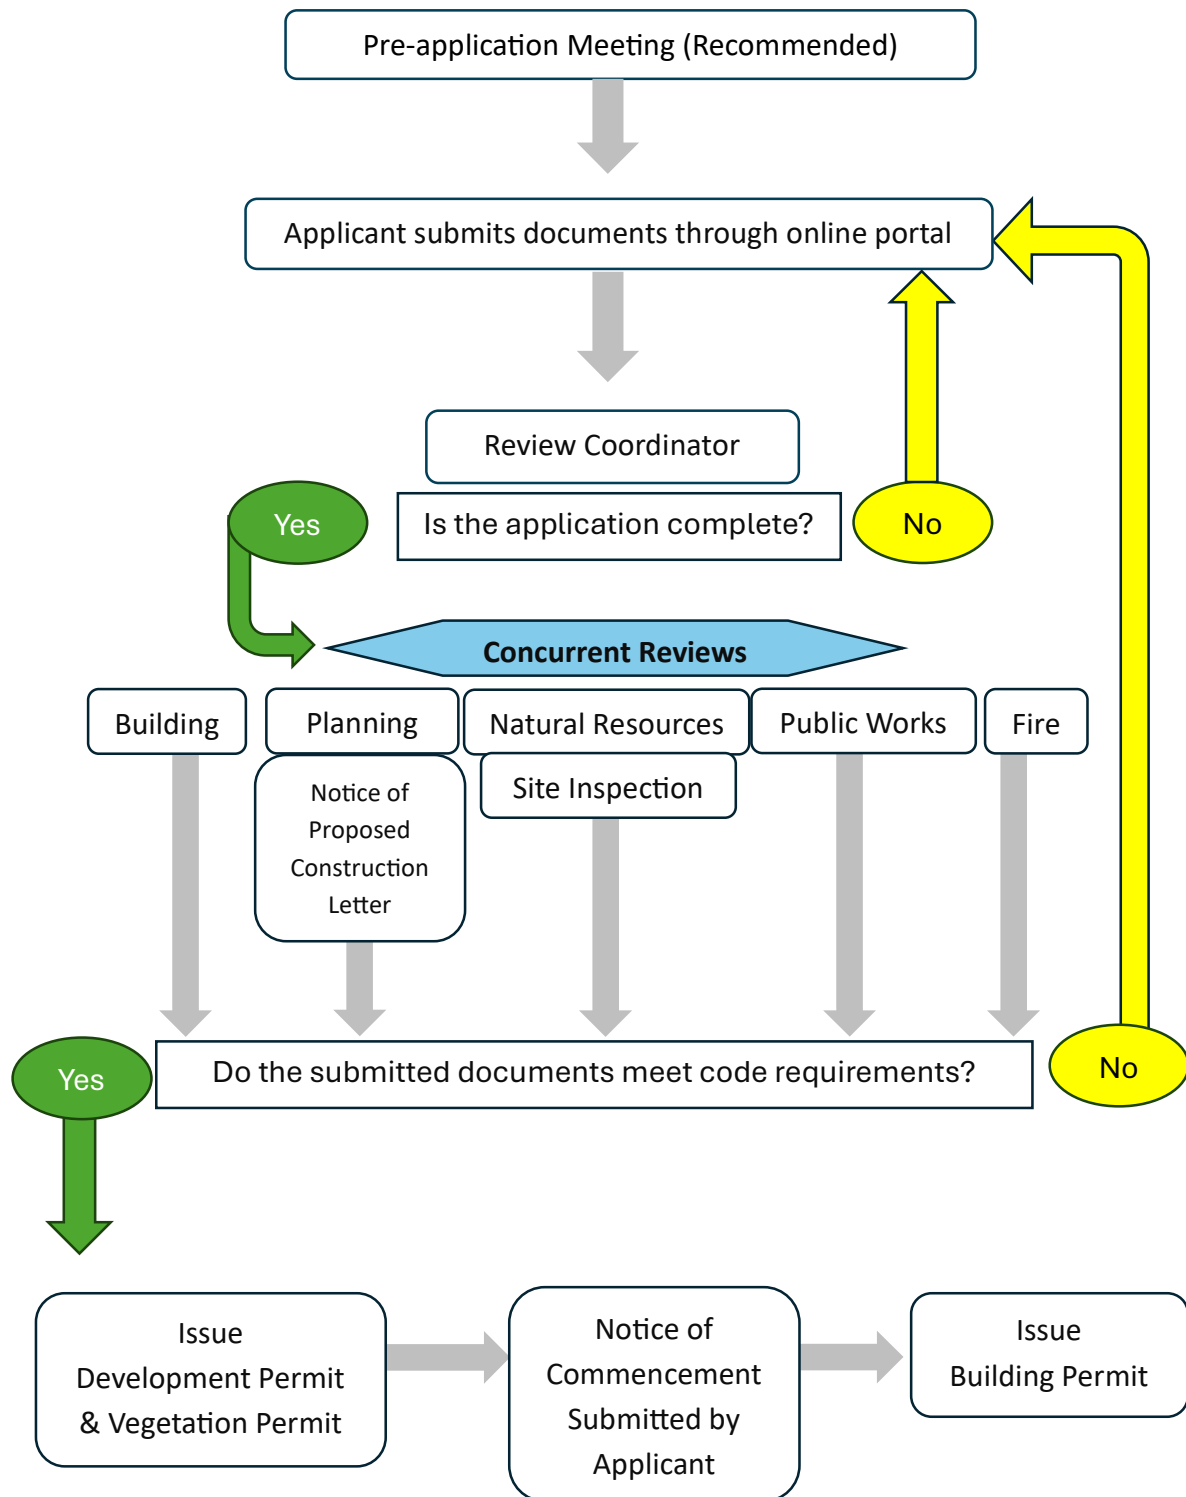 Pre-application Meeting (Recommended)
Applicant submits documents through online portal
Review Coordinator
Yes
Is the application complete?
No
Concurrent Reviews
Building
Planning
Natural Resources
Public Works
Fire
Notice of
Proposed
Construction
Letter
Site Inspection
Yes
Do the submitted documents meet code requirements?
No
Issue
Development Permit
& Vegetation Permit
Notice of
Commencement
Submitted by
Applicant
Issue
Building Permit